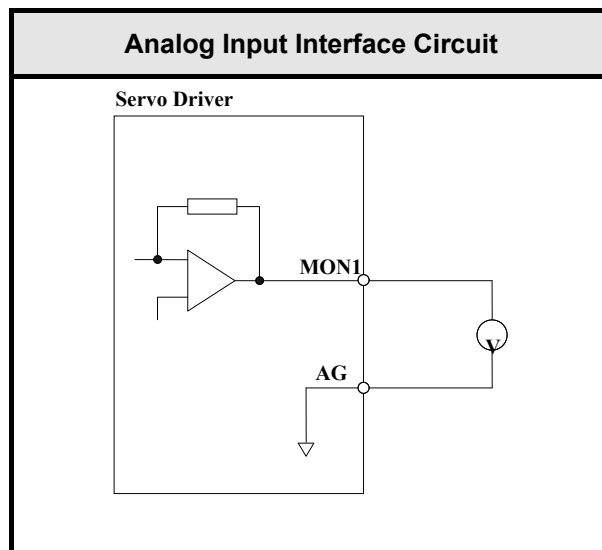 Analog Input Interface Circuit
Servo Driver
MON1
V
AG